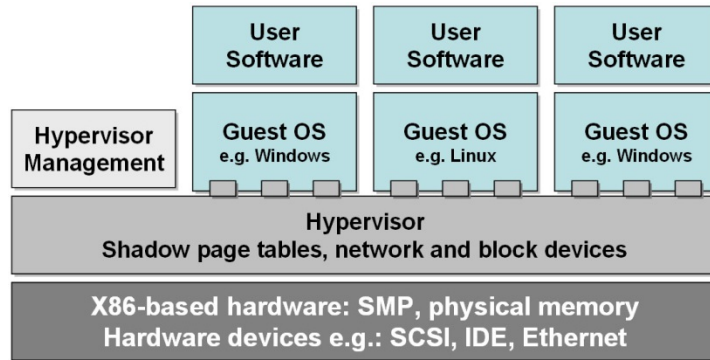 User
Software
User
Software
User
Software
Hypervisor
Management
Guest OS
e.g. Windows
Guest OS
e.g. Linux
Guest OS
e.g. Windows
Hypervisor
Shadow page tables, network and block devices
X86-based hardware: SMP, physical memory
Hardware devices e.g.: SCSI, IDE, Ethernet